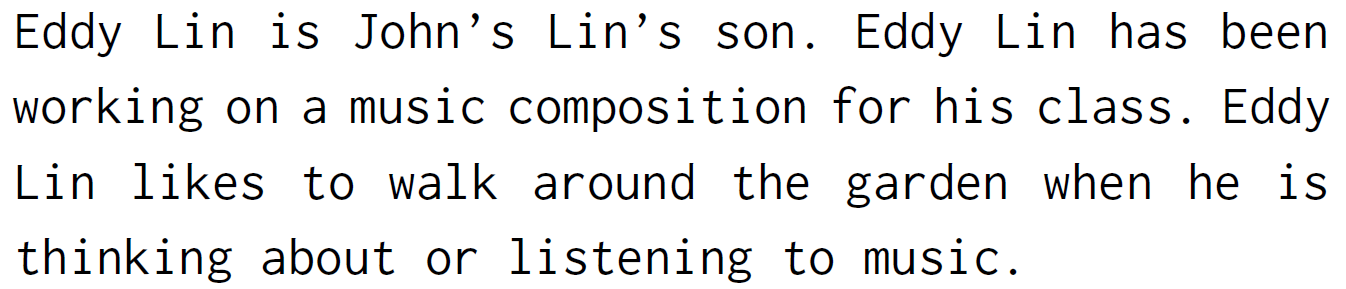 Eddy Lin is John’s Lin’s son. Eddy Lin has been
working on a music composition for his class. Eddy
Lin likes to walk around the garden when he is
thinking about or listening to music.